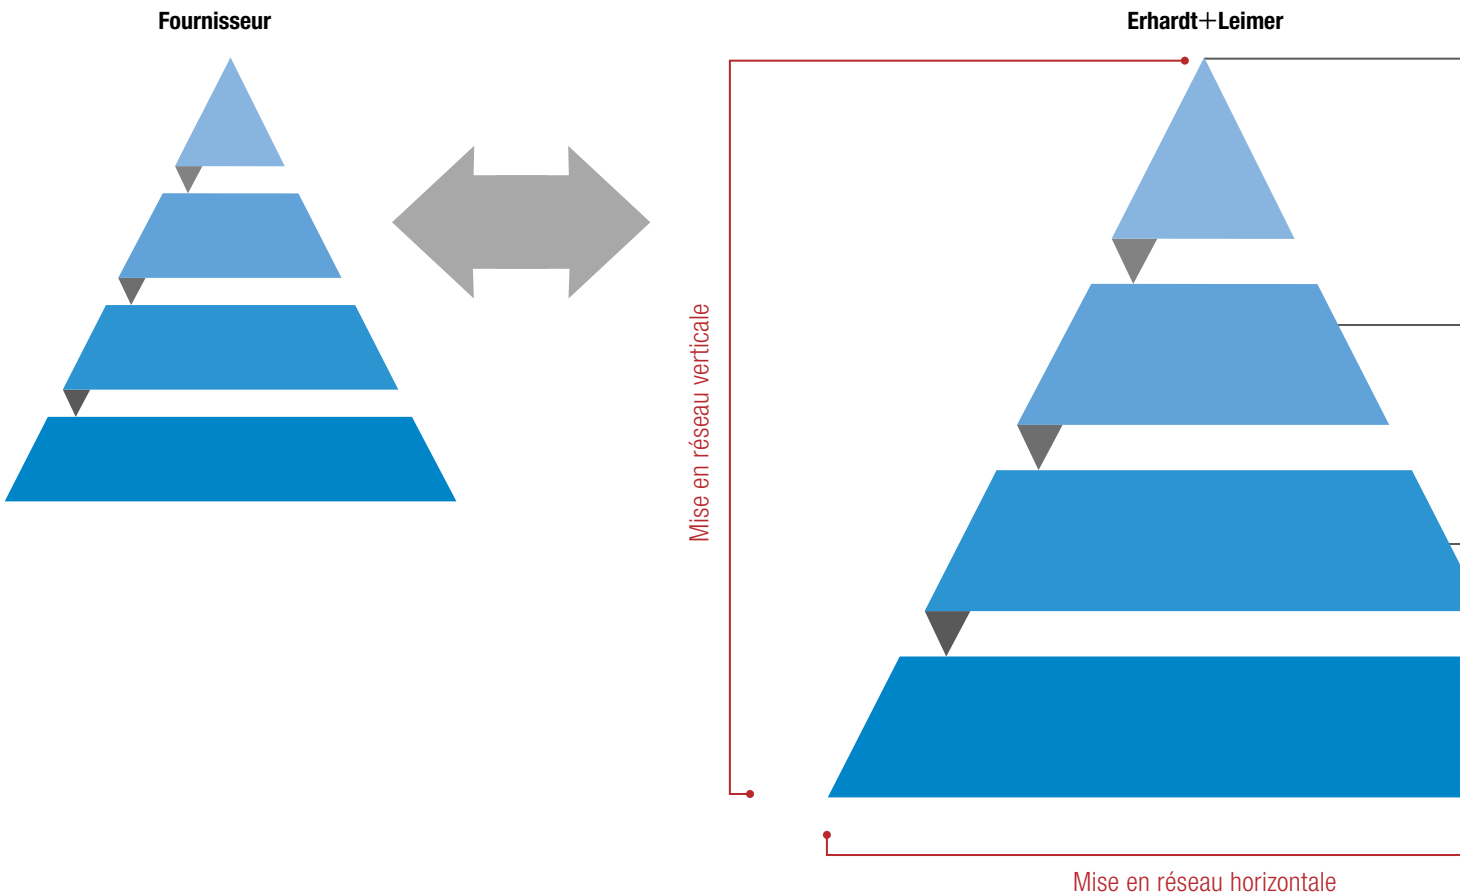 Fournisseur
Erhardt+Leimer
Mise en réseau verticale
Mise en réseau horizontale